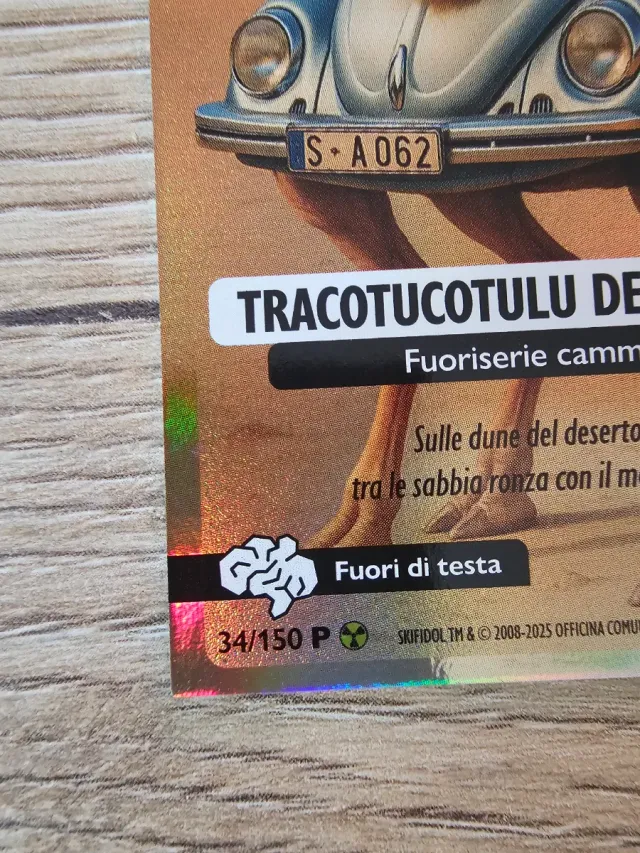 S A062
TRACOTUCOTULU DE
Fuoriserie camm
Sulle dune del deserto
tra le sabbia ronza con il m
Fuori di testa
34/150 P
SKIFIDOL TM & © 2008-2025 OFFICINA COMU